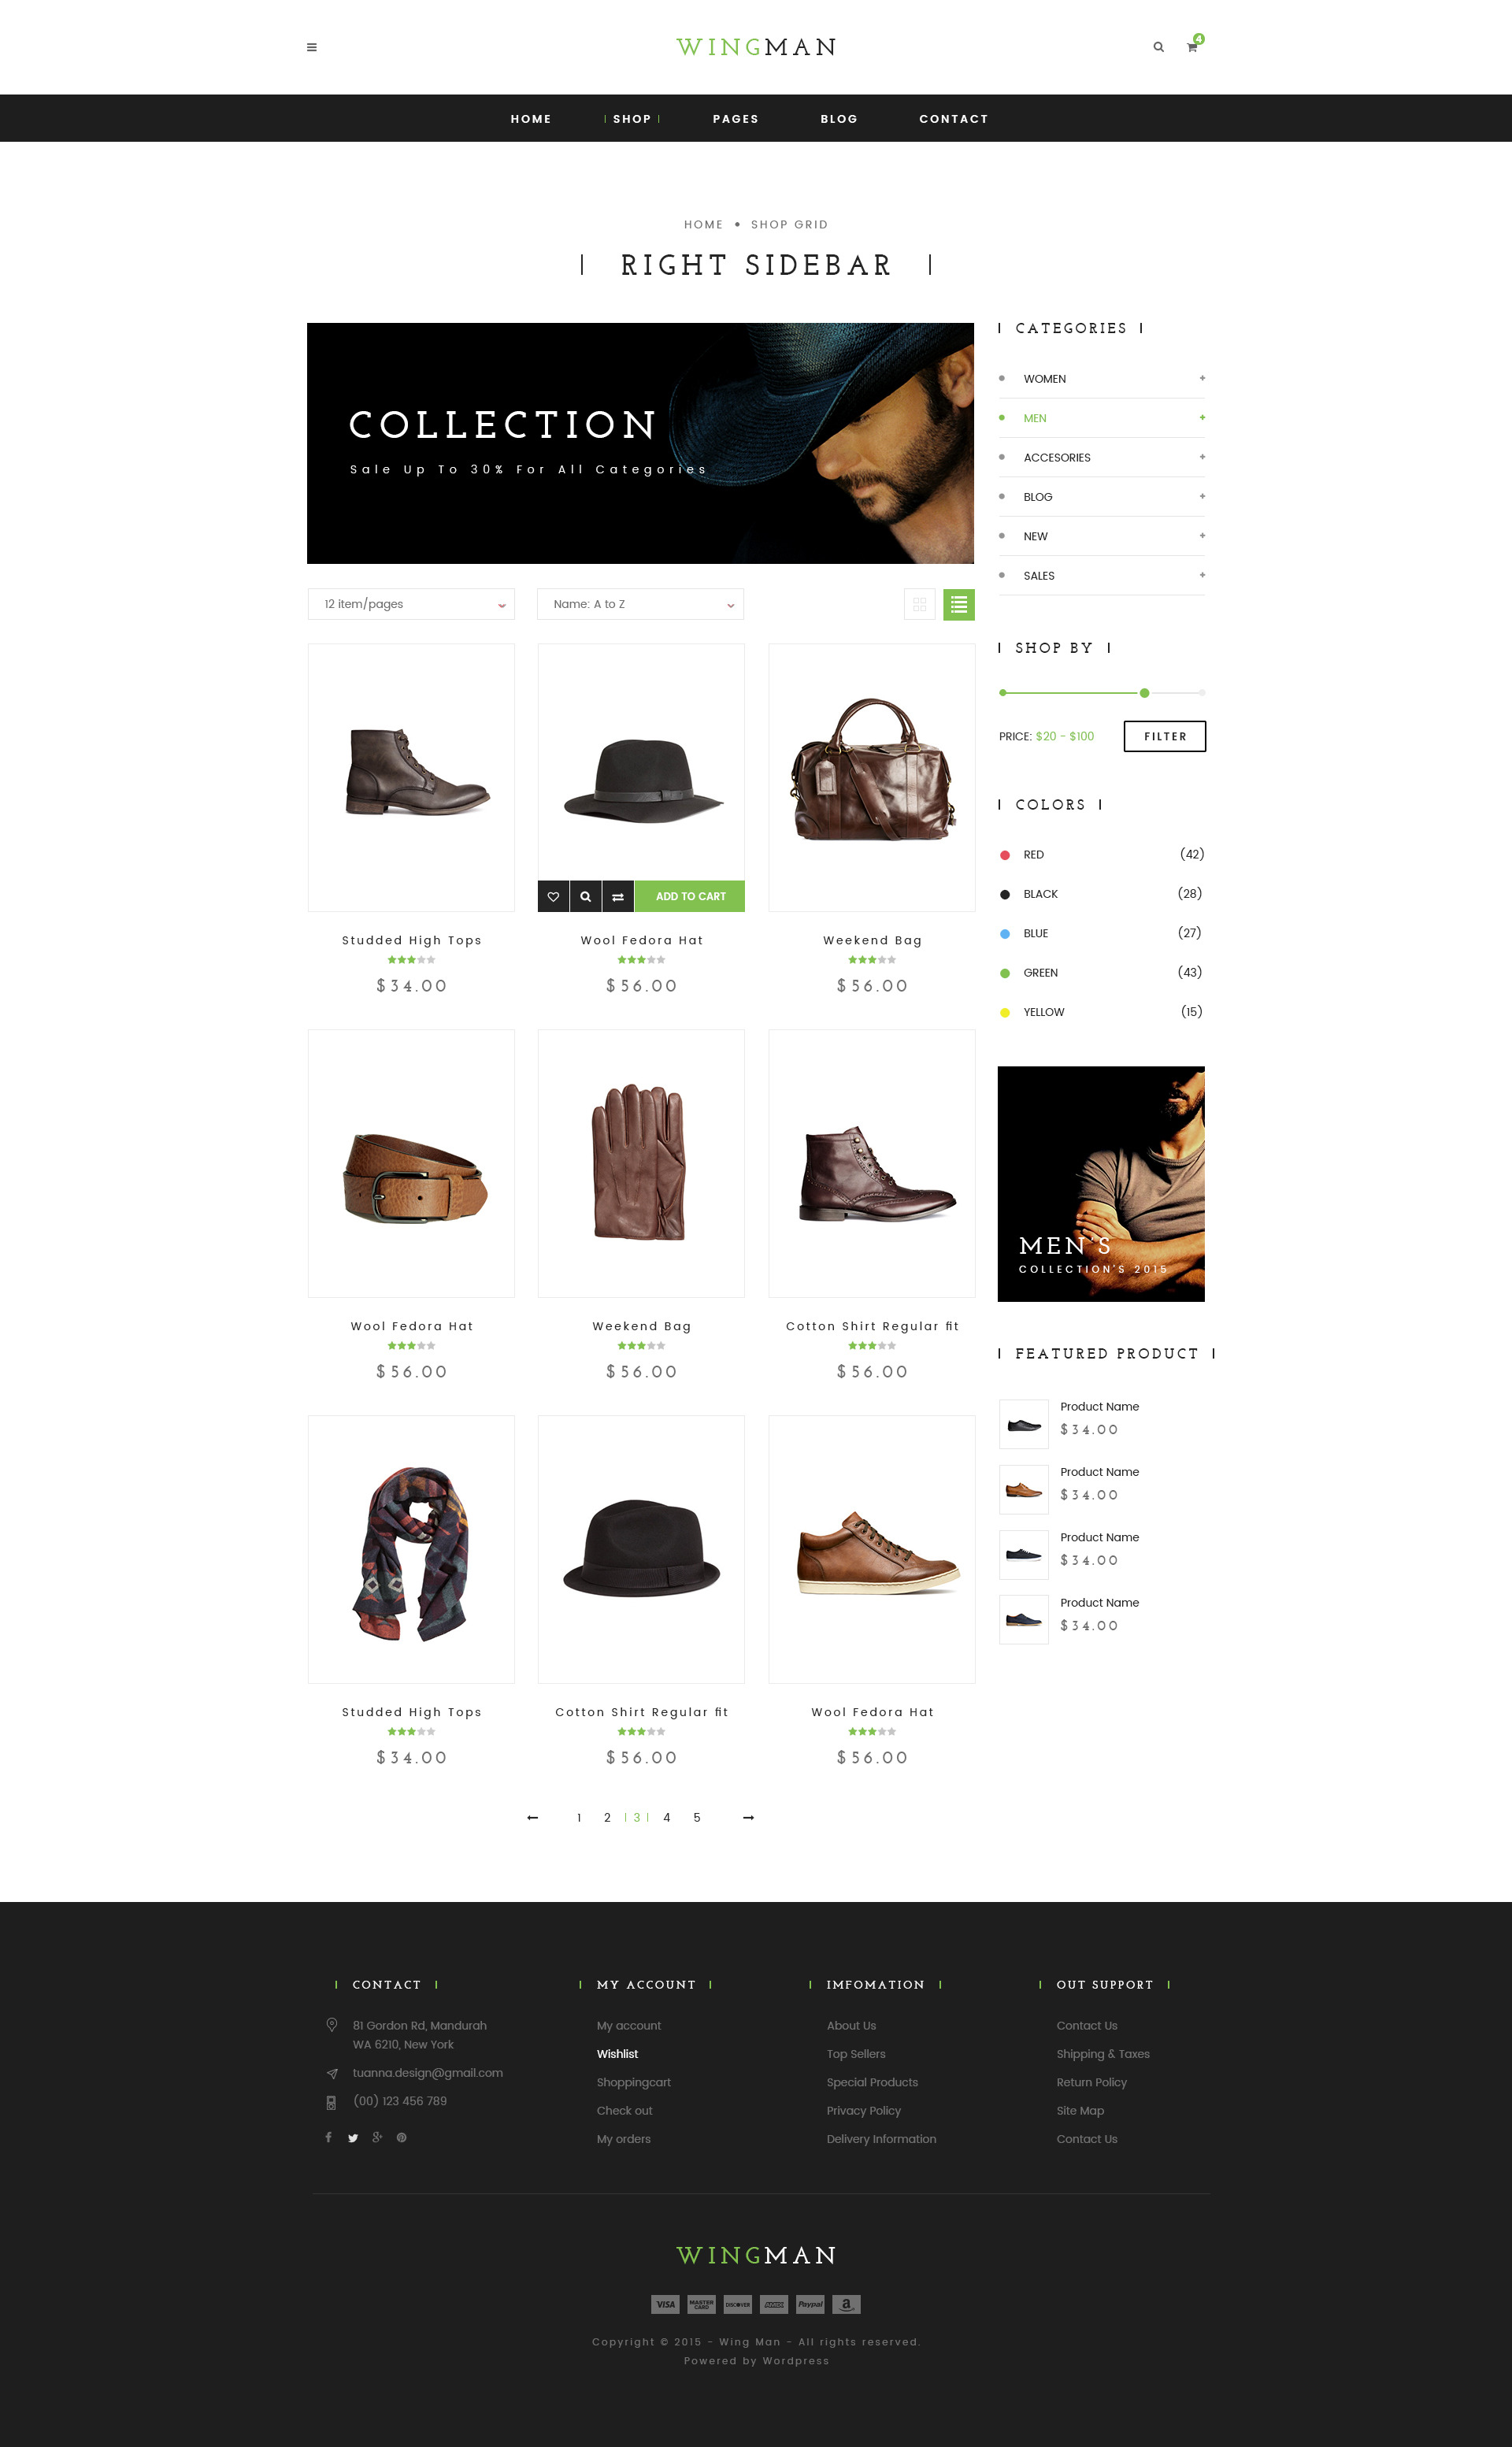 WINGMAN
4
HOME SHOP PAGES BLOG CONTACT
HOME • SHOP GRID
RIGHT SIDEBAR
COLLECTION
Sale Up To 30% For All Categories
12 item/pages
Name: A to Z
Studded High Tops
$34.00
ADD TO CART
Wool Fedora Hat
$56.00
Weekend Bag
$56.00
Wool Fedora Hat
$56.00
Weekend Bag
$56.00
Cotton Shirt Regular fit
$56.00
Studded High Tops
$34.00
Cotton Shirt Regular fit
$56.00
Wool Fedora Hat
$56.00
1 2 3 4 5
CATEGORIES
WOMEN +
MEN +
ACCESORIES +
BLOG +
NEW +
SALES +
SHOP BY
PRICE: $20 - $100
FILTER
COLORS
RED (42)
BLACK (28)
BLUE (27)
GREEN (43)
YELLOW (15)
MEN'S
COLLECTION'S 2015
FEATURED PRODUCT
Product Name
$34.00
Product Name
$34.00
Product Name
$34.00
Product Name
$34.00
CONTACT
81 Gordon Rd, Mandurah
WA 6210, New York
tuanna.design@gmail.com
(00) 123 456 789
MY ACCOUNT
My account
Wishlist
Shoppingcart
Check out
My orders
IMFOMATION
About Us
Top Sellers
Special Products
Privacy Policy
Delivery Information
OUT SUPPORT
Contact Us
Shipping & Taxes
Return Policy
Site Map
Contact Us
WINGMAN
VISA MASTER CARD DISCOVER AMEX Paypal a
Copyright © 2015 - Wing Man - All rights reserved.
Powered by Wordpress